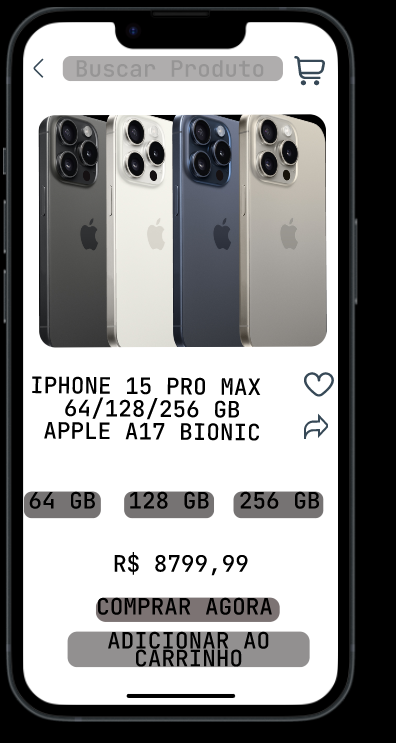 Buscar Produto
IPHONE 15 PRO MAX
64/128/256 GB
APPLE A17 BIONIC
64 GB
128 GB
256 GB
R$ 8799,99
COMPRAR AGORA
ADICIONAR AO
CARRINHO